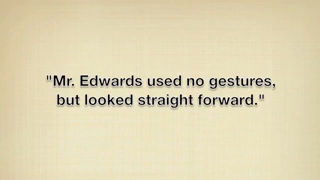 "Mr. Edwards used no gestures,
but looked straight forward."